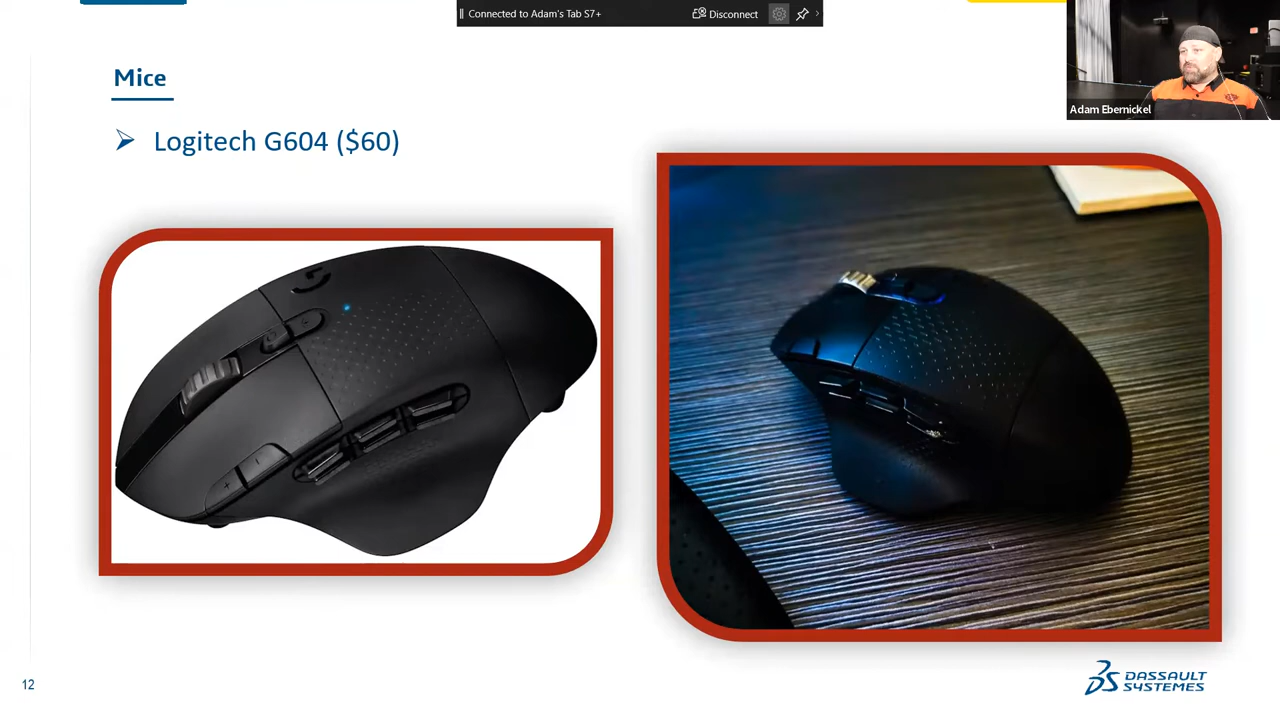 Connected to Adam's Tab S7+
Disconnect
Adam Ebernickel
Mice
Logitech G604 ($60)
G
+
-
12
DASSAULT
SYSTEMES